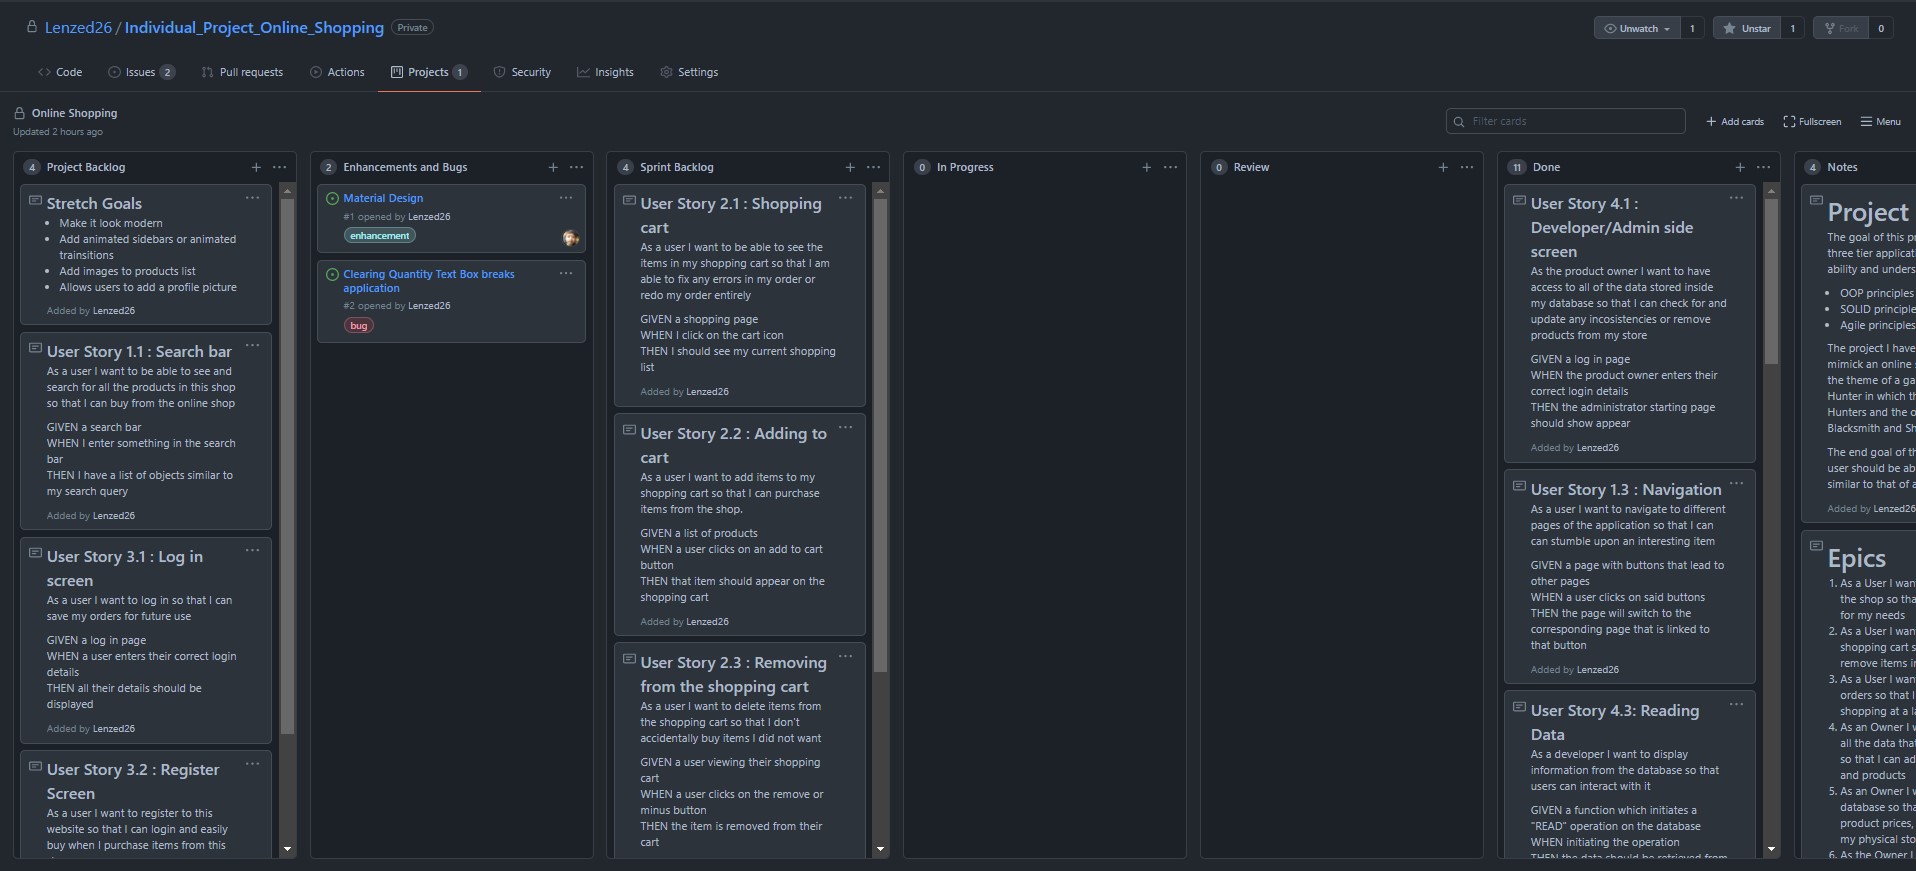 Lenzed26 / Individual_Project_Online_Shopping Private
Unwatch 1 Unstar 1 Fork 0
Code Issues 2 Pull requests Actions Projects 1 Security Insights Settings
Online Shopping
Updated 2 hours ago
Filter cards
Add cards Fullscreen Menu
4 Project Backlog
Stretch Goals
Make it look modern
Add animated sidebars or animated
trainsitions
Add images to products list
Allows users to add a profile picture
Added by Lenzed26
User Story 1.1 : Search bar
As a user I want to be able to see and
search for all the products in this shop
so that I can buy from the online shop
GIVEN a search bar
WHEN I enter something in the search
bar
THEN I have a list of objects similar to
my search query
Added by Lenzed26
User Story 3.1 : Log in
screen
As a user I want to log in so that I can
save my orders for future use
GIVEN a log in page
WHEN a user enters their correct login
details
THEN all their details should be
displayed
Added by Lenzed26
User Story 3.2 : Register
Screen
As a user I want to register to this
website so that I can login and easily
buy when I purchase items from this
2 Enhancements and Bugs
Material Design
#1 opened by Lenzed26
enhancement
Clearing Quantity Text Box breaks
application
#2 opened by Lenzed26
bug
4 Sprint Backlog
User Story 2.1 : Shopping
cart
As a user I want to be able to see the
items in my shopping cart so that I am
able to fix any errors in my order or
redo my order entirely
GIVEN a shopping page
WHEN I click on the cart icon
THEN I should see my current shopping
list
Added by Lenzed26
User Story 2.2 : Adding to
cart
As a user I want to add items to my
shopping cart so that I can purchase
items from the shop.
GIVEN a list of products
WHEN a user clicks on an add to cart
button
THEN that item should appear on the
shopping cart
Added by Lenzed26
User Story 2.3 : Removing
from the shopping cart
As a user I want to delete items from
the shopping cart so that I don't
accidentally buy items I did not want
GIVEN a user viewing their shopping
cart
WHEN a user clicks on the remove or
minus button
THEN the item is removed from their
cart
0 In Progress
0 Review
11 Done
User Story 4.1 :
Developer/Admin side
screen
As the product owner I want to have
access to all of the data stored inside
my database so that I can check for and
update any incosistencies or remove
products from my store
GIVEN a log in page
WHEN the product owner enters their
correct login details
THEN the administrator starting page
should show appear
Added by Lenzed26
User Story 1.3 : Navigation
As a user I want to navigate to different
pages of the application so that I can
can stumble upon an interesting item
GIVEN a page with buttons that lead to
other pages
WHEN a user clicks on said buttons
THEN the page will switch to the
corresponding page that is linked to
that button
Added by Lenzed26
User Story 4.3: Reading
Data
As a developer I want to display
information from the database so that
users can interact with it
GIVEN a function which initiates a
"READ" operation on the database
WHEN initiating the operation
THEN the data should be retrieved from
4 Notes
Project
The goal of this p
three tier applicat
ability and unders
OOP principles
SOLID principle
Agile principles
The project I have
mimick an online
the theme of a ga
Hunter in which th
Hunters and the o
Blacksmith and Sh
The end goal of th
user should be ab
similar to that of a
Added by Lenzed26
Epics
1. As a User I wan
the shop so tha
for my needs
2. As a User I wan
shopping cart s
remove items i
3. As a User I wan
orders so that I
shopping at a l
4. As an Owner I w
all the data that
so that I can ad
and products
5. As an Owner I w
database so tha
product prices,
my physical sto
6. As the Owner I